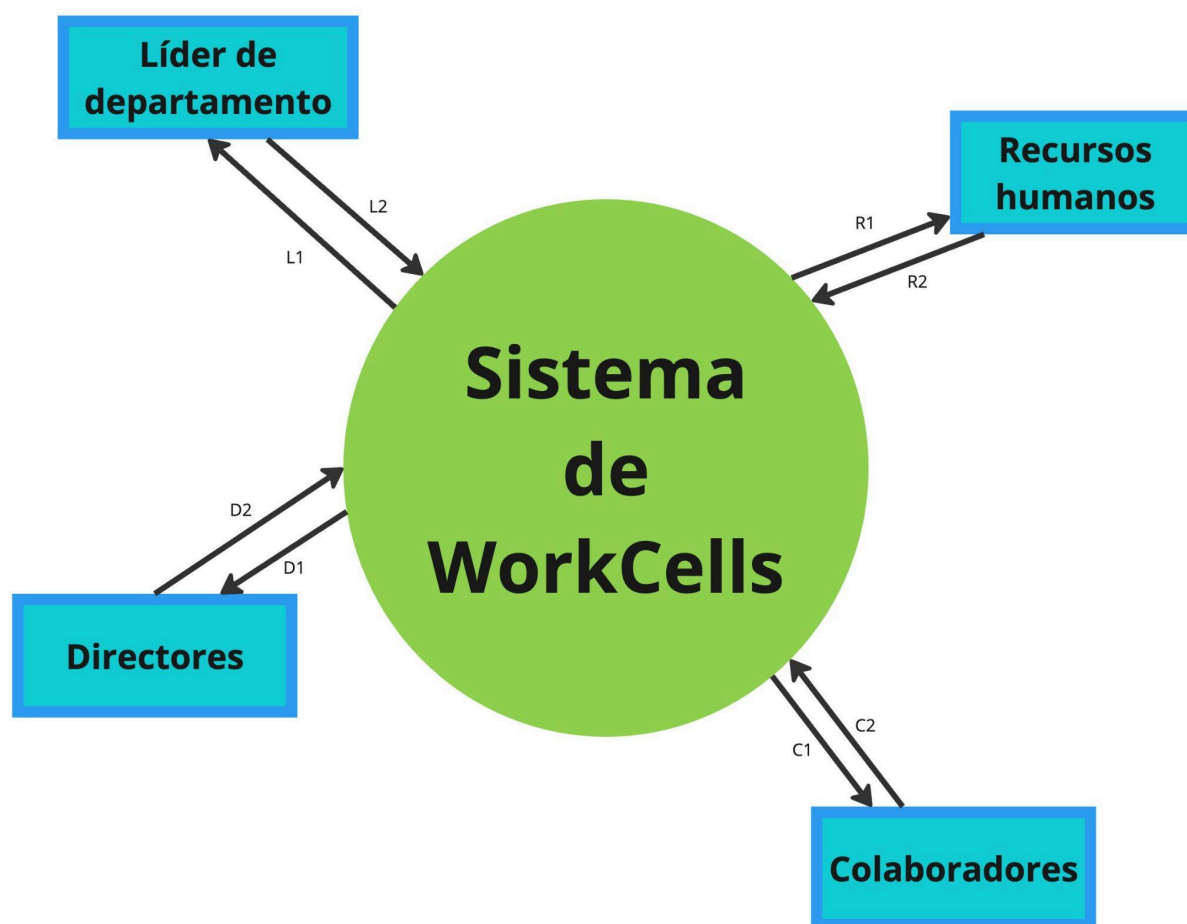 Líder de
departamento
Recursos
humanos
L2
L1
R1
R2
Sistema
de
WorkCells
D2
D1
Directores
C2
C1
Colaboradores